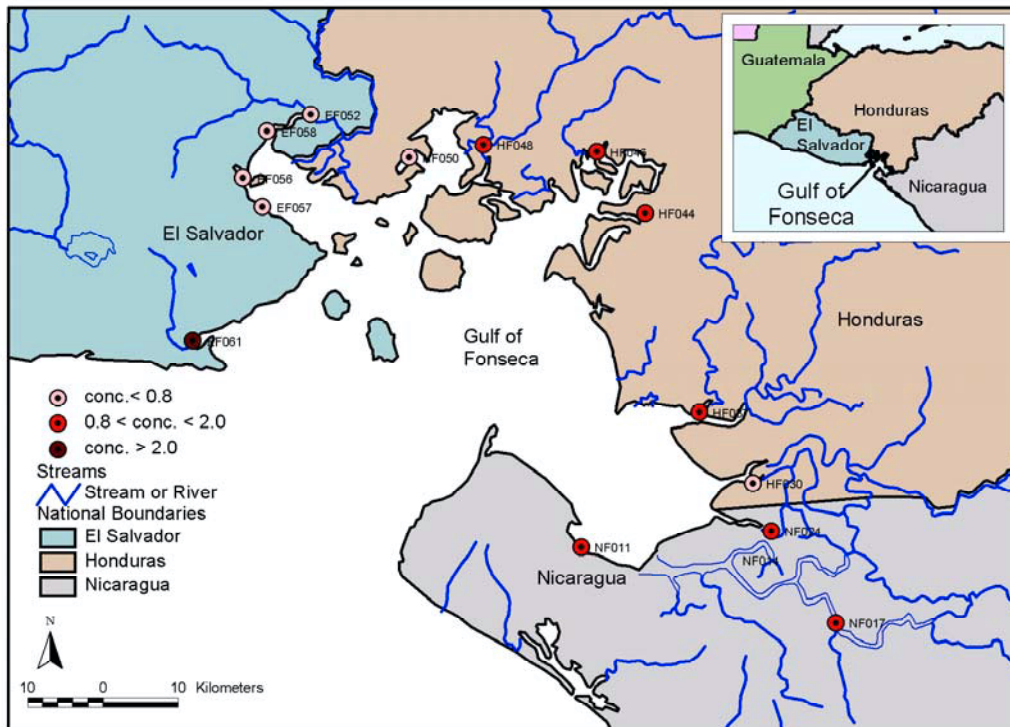 Guatemala
Honduras
El
Salvador
Nicaragua
Gulf of
Fonseca
EF052
EF058
HF050
HF048
EF056
EF057
HF044
El Salvador
Honduras
Gulf of
Fonseca
EF061
conc.< 0.8
0.8 < conc. < 2.0
conc. > 2.0
Streams
Stream or River
National Boundaries
El Salvador
Honduras
Nicaragua
HF030
NF011
Nicaragua
NF014
NF017
N
10 0 10 Kilometers